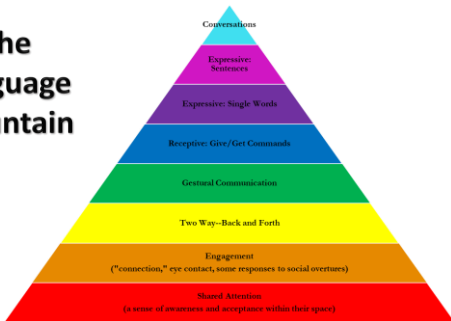 he
guage
untain
Conversations
Expressive:
Sentences
Expressive: Single Words
Receptive: Give/Get Commands
Gestural Communication
Two Way--Back and Forth
Engagement
("connection," eye contact, some responses to social overtures)
Shared Attention
(a sense of awareness and acceptance within their space)